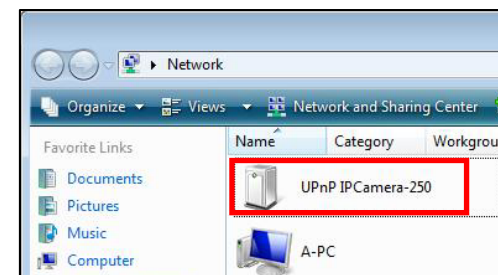 Network
Organize Views Network and Sharing Center
Favorite Links
Name Category Workgrou
Documents
UPnP IPCamera-250
Pictures
Music
A-PC
Computer